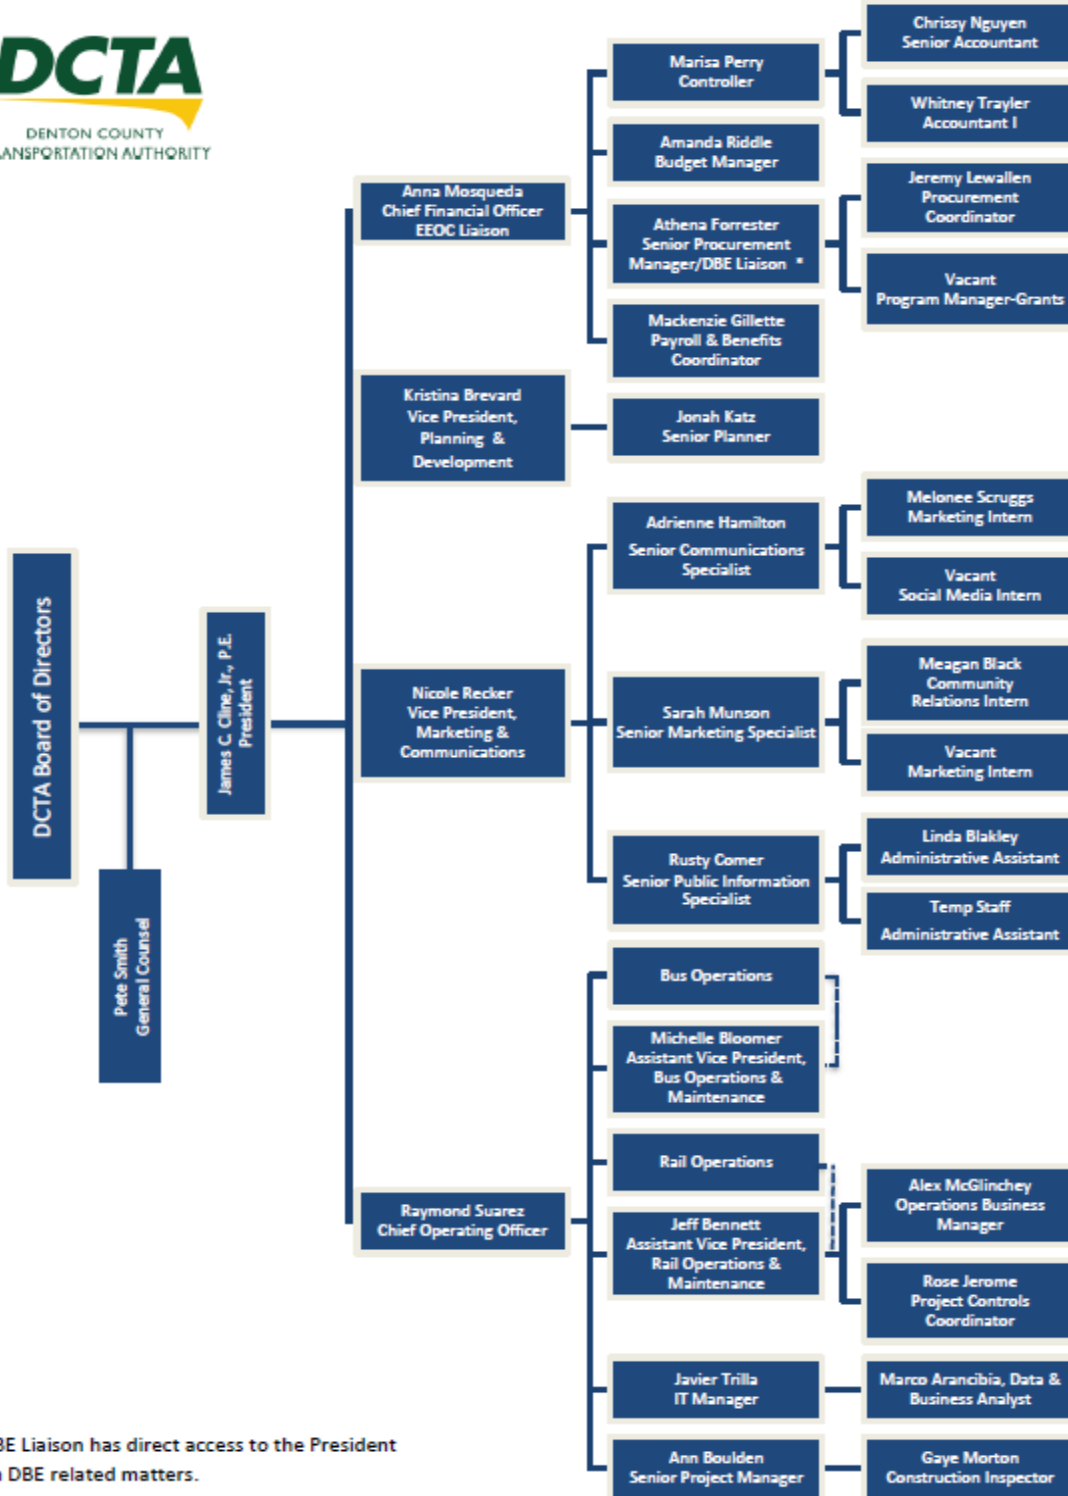 DCTA
DENTON COUNTY
ANSPORTATION AUTHORITY
DCTA Board of Directors
Pete Smith
General Counsel
James C. Cline, Jr., P.E.
President
Anna Mosqueda
Chief Financial Officer
EEOC Liaison
Marisa Perry
Controller
Chrissy Nguyen
Senior Accountant
Whitney Trayler
Accountant I
Amanda Riddle
Budget Manager
Athena Forrester
Senior Procurement
Manager/DBE Liaison *
Jeremy Lewallen
Procurement
Coordinator
Vacant
Program Manager-Grants
Mackenzie Gillette
Payroll & Benefits
Coordinator
Kristina Brevard
Vice President,
Planning &
Development
Jonah Katz
Senior Planner
Nicole Recker
Vice President,
Marketing &
Communications
Adrienne Hamilton
Senior Communications
Specialist
Melonee Scruggs
Marketing Intern
Vacant
Social Media Intern
Sarah Munson
Senior Marketing Specialist
Meagan Black
Community
Relations Intern
Vacant
Marketing Intern
Rusty Comer
Senior Public Information
Specialist
Linda Blakley
Administrative Assistant
Temp Staff
Administrative Assistant
Raymond Suarez
Chief Operating Officer
Bus Operations
Michelle Bloomer
Assistant Vice President,
Bus Operations &
Maintenance
Rail Operations
Jeff Bennett
Assistant Vice President,
Rail Operations &
Maintenance
Alex McGlinchey
Operations Business
Manager
Rose Jerome
Project Controls
Coordinator
Javier Trilla
IT Manager
Marco Arancibia, Data &
Business Analyst
Ann Boulden
Senior Project Manager
Gaye Morton
Construction Inspector
BE Liaison has direct access to the President
n DBE related matters.